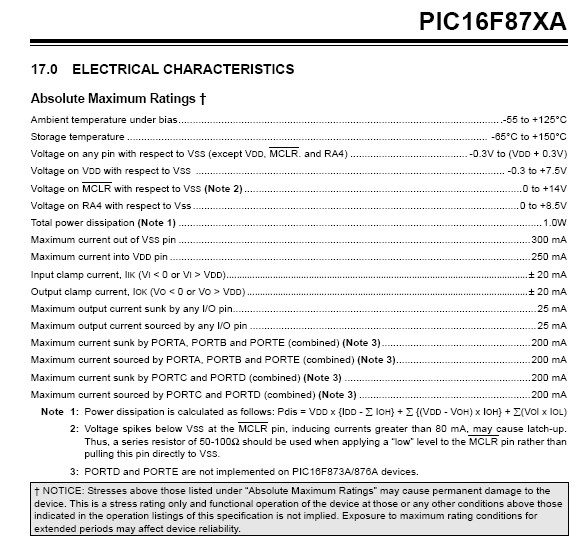 PIC16F87XA
17.0 ELECTRICAL CHARACTERISTICS
Absolute Maximum Ratings †
Ambient temperature under bias................................................................................................................-55 to +125°C
Storage temperature .............................................................................................................................. -65°C to +150°C
Voltage on any pin with respect to VSS (except VDD, MCLR. and RA4) ......................................... -0.3V to (VDD + 0.3V)
Voltage on VDD with respect to VSS ............................................................................................................ -0.3 to +7.5V
Voltage on MCLR with respect to VSS (Note 2) .................................................................................................0 to +14V
Voltage on RA4 with respect to Vss ..................................................................................................................0 to +8.5V
Total power dissipation (Note 1) ...............................................................................................................................1.0W
Maximum current out of VSS pin ...........................................................................................................................300 mA
Maximum current into VDD pin ..............................................................................................................................250 mA
Input clamp current, IIK (VI < 0 or VI > VDD)..................................................................................................................± 20 mA
Output clamp current, IOK (VO < 0 or VO > VDD) ..........................................................................................................± 20 mA
Maximum output current sunk by any I/O pin..........................................................................................................25 mA
Maximum output current sourced by any I/O pin ....................................................................................................25 mA
Maximum current sunk by PORTA, PORTB and PORTE (combined) (Note 3)....................................................200 mA
Maximum current sourced by PORTA, PORTB and PORTE (combined) (Note 3)...............................................200 mA
Maximum current sunk by PORTC and PORTD (combined) (Note 3) .................................................................200 mA
Maximum current sourced by PORTC and PORTD (combined) (Note 3) ............................................................200 mA
Note 1: Power dissipation is calculated as follows: Pdis = VDD x {IDD - ∑ IOH} + ∑ {(VDD - VOH) x IOH} + ∑(VOl x IOL)
2: Voltage spikes below VSS at the MCLR pin, inducing currents greater than 80 mA, may cause latch-up.
Thus, a series resistor of 50-100Ω should be used when applying a “low” level to the MCLR pin rather than
pulling this pin directly to VSS.
3: PORTD and PORTE are not implemented on PIC16F873A/876A devices.
† NOTICE: Stresses above those listed under “Absolute Maximum Ratings” may cause permanent damage to the
device. This is a stress rating only and functional operation of the device at those or any other conditions above those
indicated in the operation listings of this specification is not implied. Exposure to maximum rating conditions for
extended periods may affect device reliability.